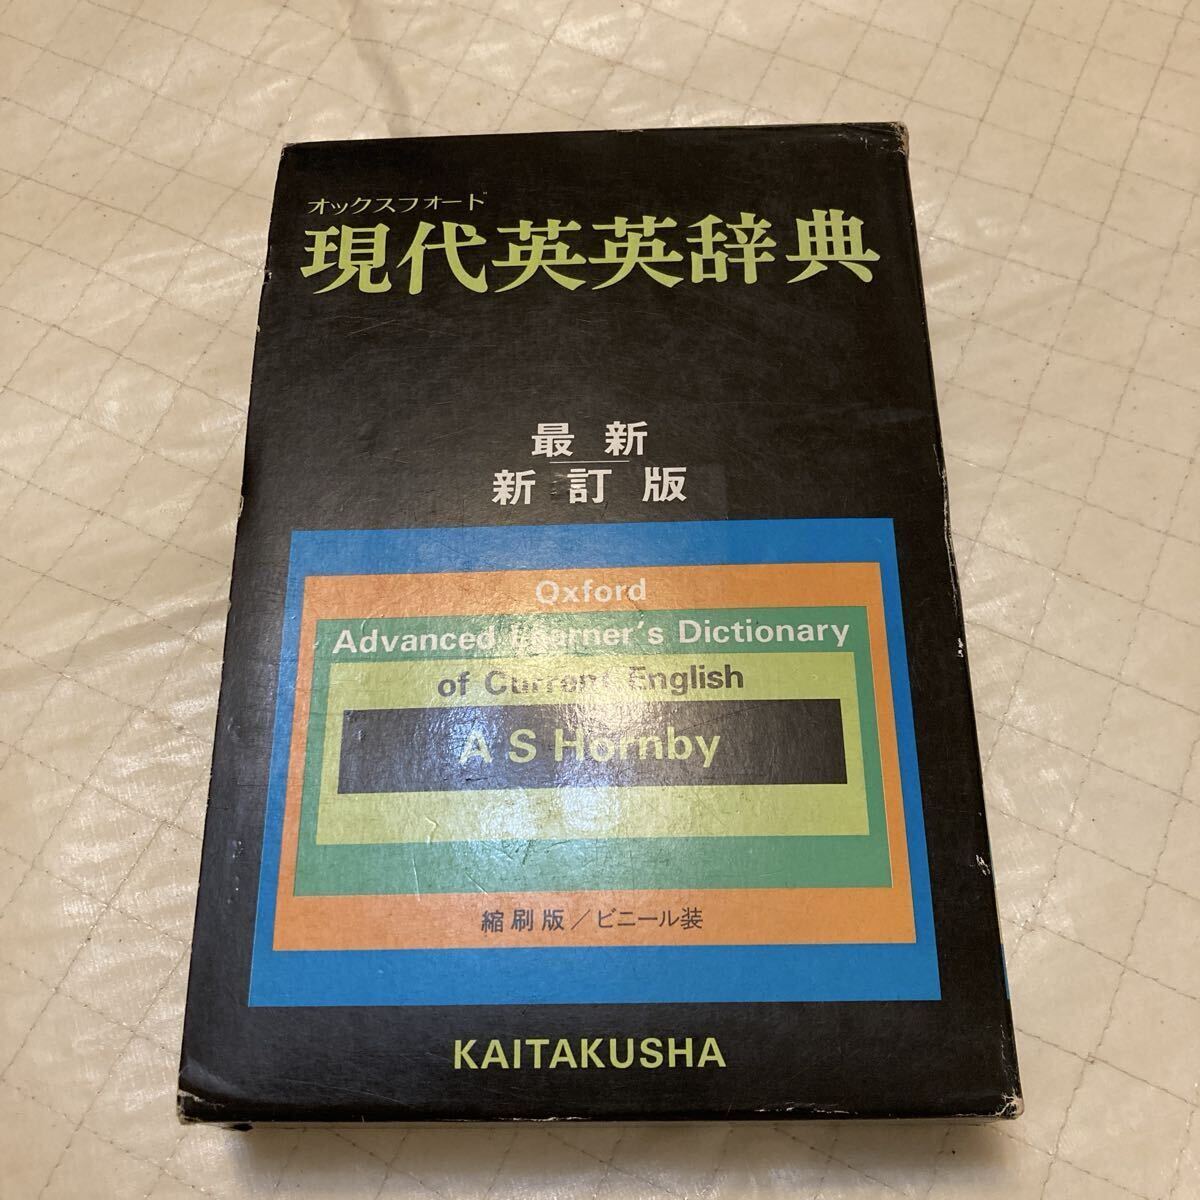 オックスフォード
現代英英辞典
最新
新訂版
Oxford
Advanced Learner's Dictionary
of Current English
A S Hornby
縮刷版/ビニール装
KAITAKUSHA